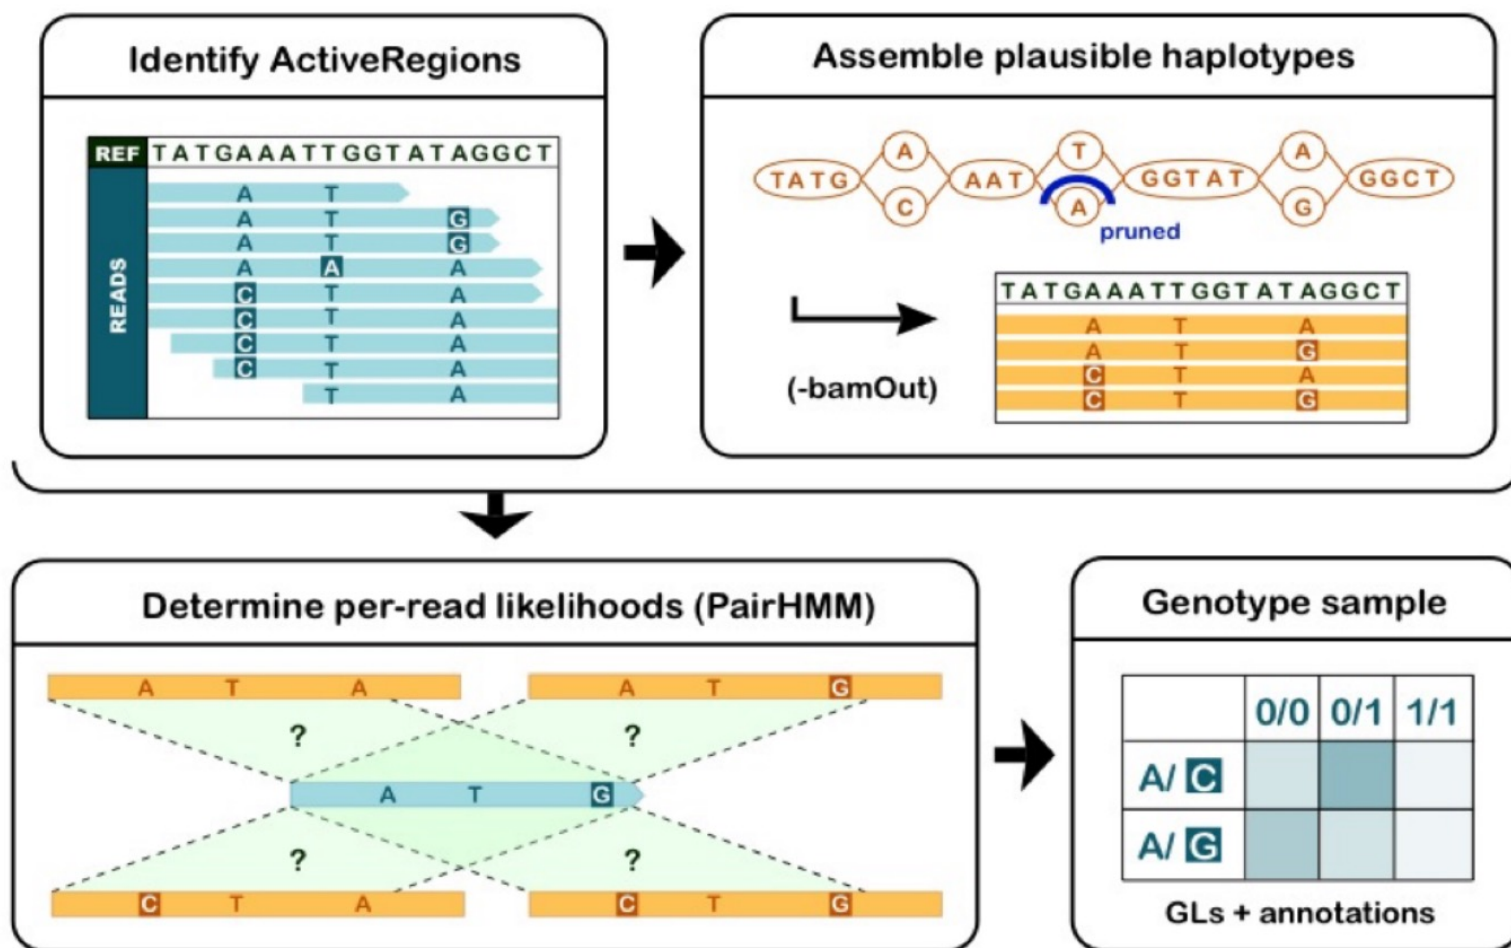 Identify ActiveRegions
REF TATGAAATTGGTATAGGCT
READS
A T
A T G
A T G
A A A
C T A
C T A
C T A
C T A
T A
Assemble plausible haplotypes
A T A
TATG AAT GGTAT GGCT
C A G
pruned
(-bamOut)
TATGAAATTGGTATAGGCT
A T A
A T G
C T A
C T G
Determine per-read likelihoods (PairHMM)
A T A A T G
? ?
A T G
? ?
C T A C T G
Genotype sample
0/0 0/1 1/1
A/ C
A/ G
GLs + annotations